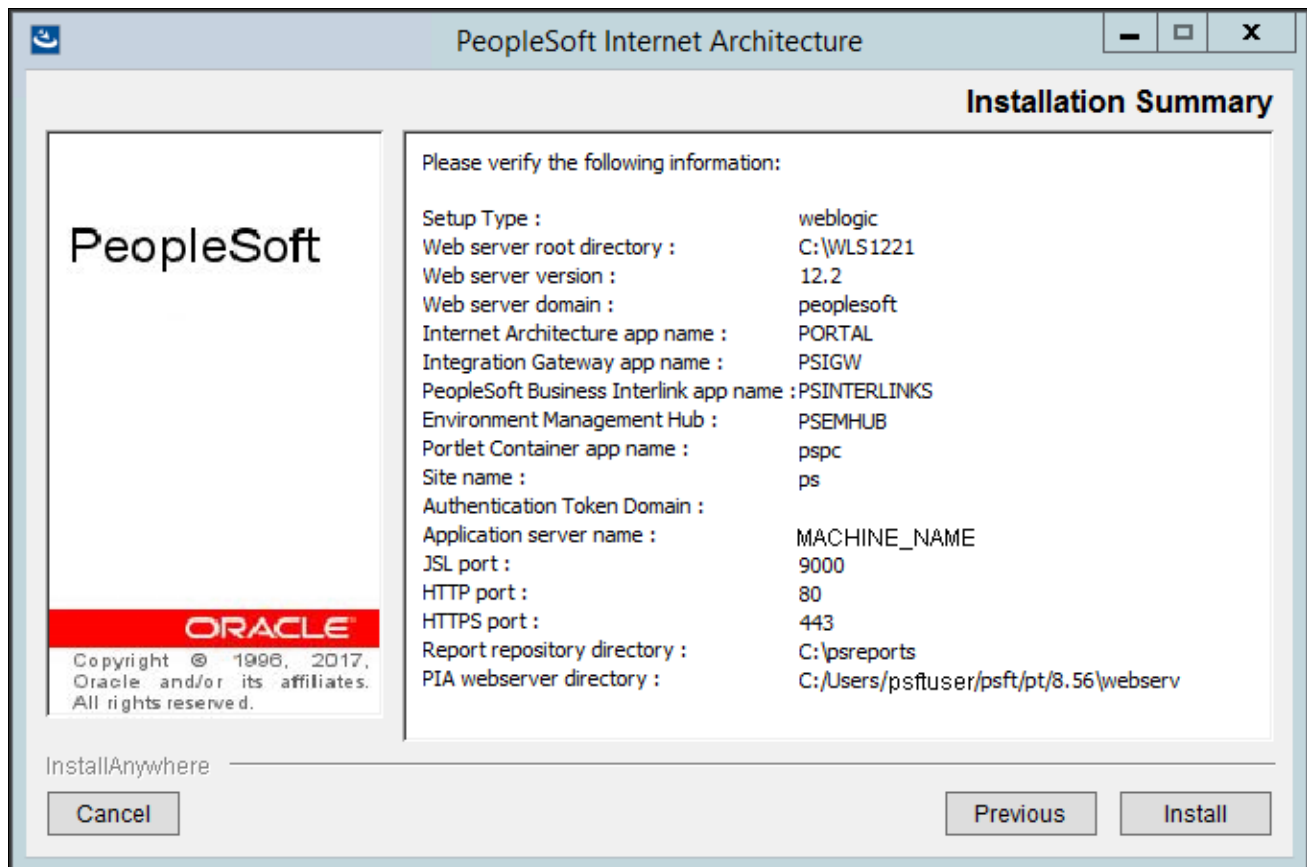 PeopleSoft Internet Architecture
Installation Summary
PeopleSoft
ORACLE
Copyright © 1996, 2017,
Oracle and/or its affiliates.
All rights reserved.
Please verify the following information:
Setup Type : weblogic
Web server root directory : C:\WLS1221
Web server version : 12.2
Web server domain : peoplesoft
Internet Architecture app name : PORTAL
Integration Gateway app name : PSIGW
PeopleSoft Business Interlink app name :PSINTERLINKS
Environment Management Hub : PSEMHUB
Portlet Container app name : pspc
Site name : ps
Authentication Token Domain :
Application server name : MACHINE_NAME
JSL port : 9000
HTTP port : 80
HTTPS port : 443
Report repository directory : C:\psreports
PIA webserver directory : C:/Users/psftuser/psft/pt/8.56\webserv
InstallAnywhere
Cancel
Previous
Install